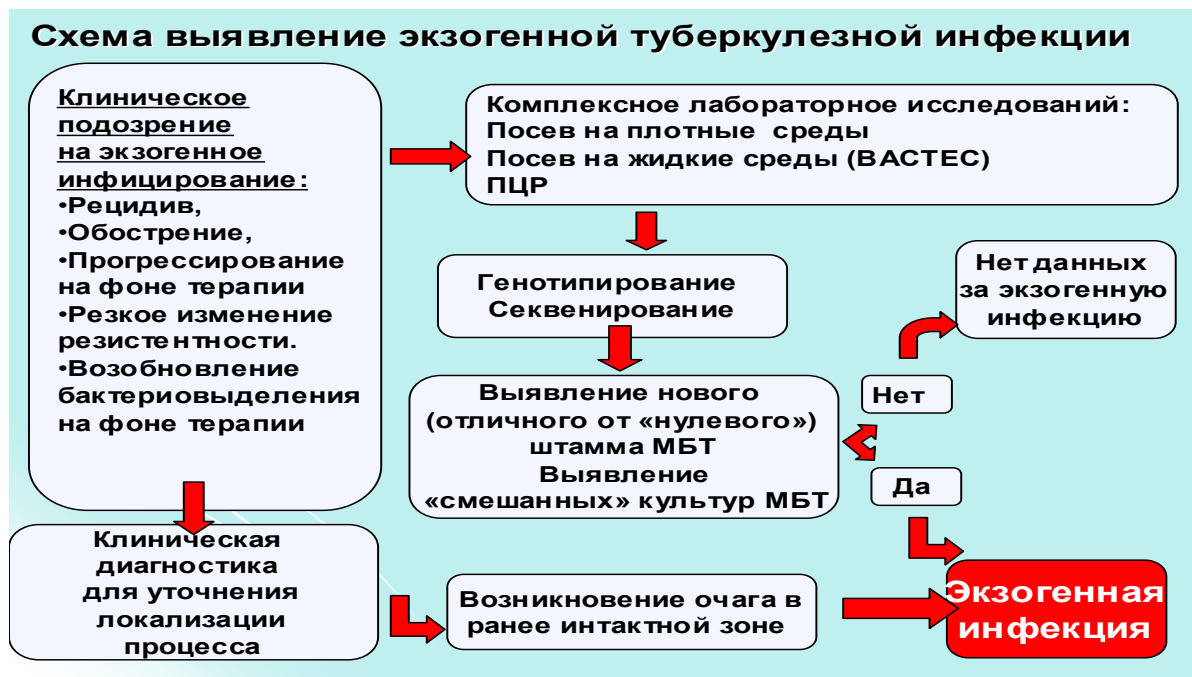 Схема выявление экзогенной туберкулезной инфекции
Клиническое
подозрение
на экзогенное
инфицирование:
•Рецидив,
•Обострение,
•Прогрессирование
на фоне терапии
•Резкое изменение
резистентности.
•Возобновление
бактериовыделения
на фоне терапии
Комплексное лабораторное исследований:
Посев на плотные среды
Посев на жидкие среды (BACTEC)
ПЦР
Генотипирование
Секвенирование
Нет данных
за экзогенную
инфекцию
Выявление нового
(отличного от «нулевого»)
штамма МБТ
Выявление
«смешанных» культур МБТ
Нет
Да
Клиническая
диагностика
для уточнения
локализации
процесса
Возникновение очага в
ранее интактной зоне
Экзогенная
инфекция